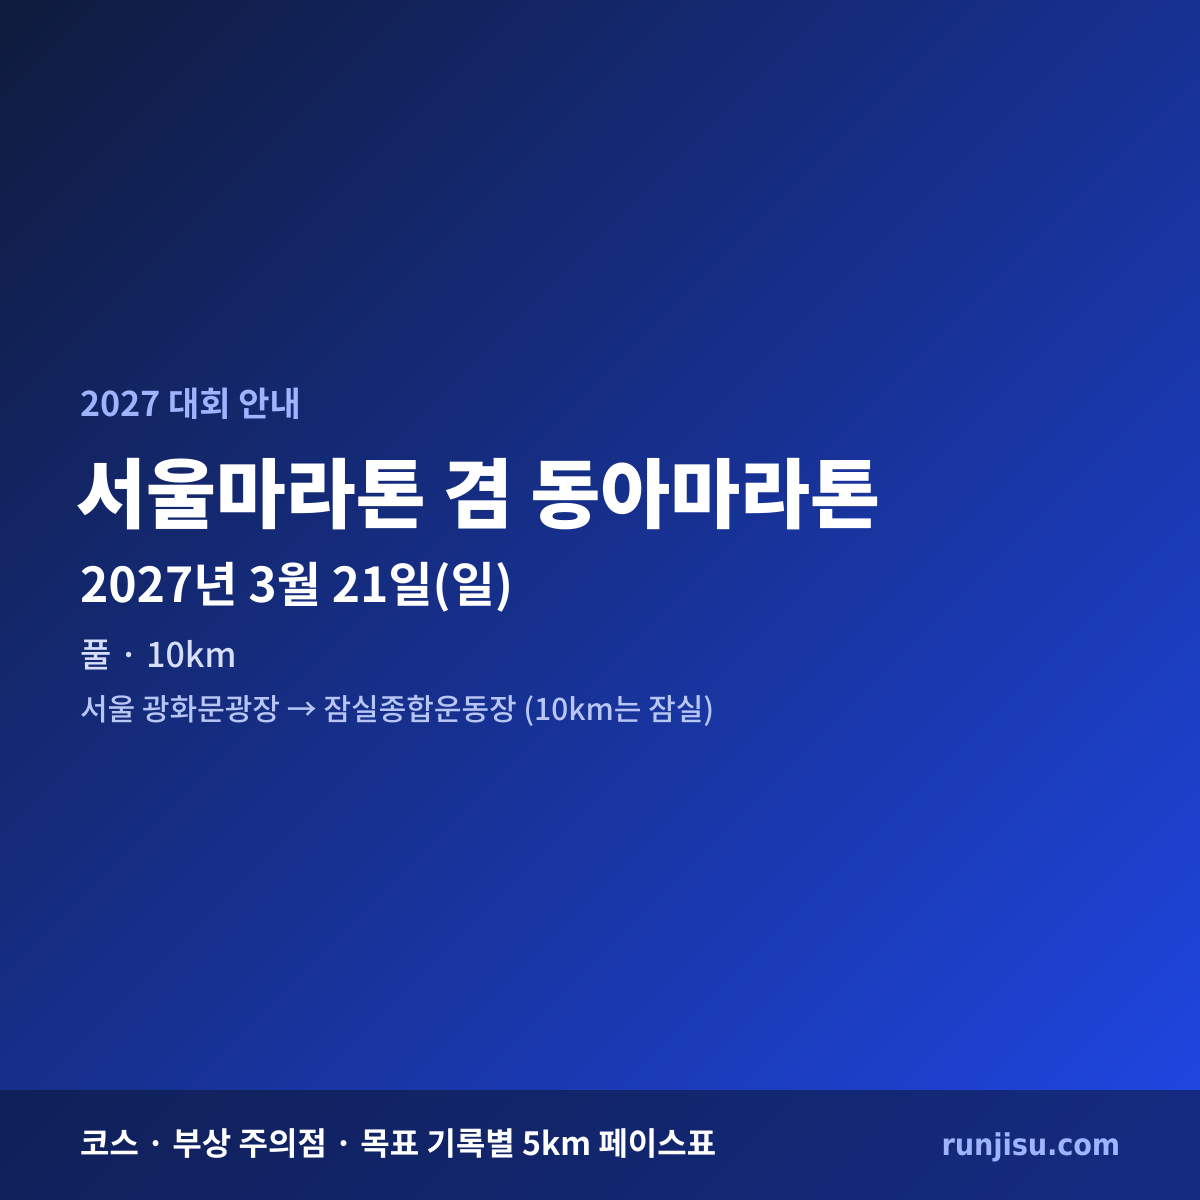 2027 대회 안내
서울마라톤 겸 동아마라톤
2027년 3월 21일(일)
풀 · 10km
서울 광화문광장 → 잠실종합운동장 (10km는 잠실)
코스 · 부상 주의점 · 목표 기록별 5km 페이스표
runjisu.com